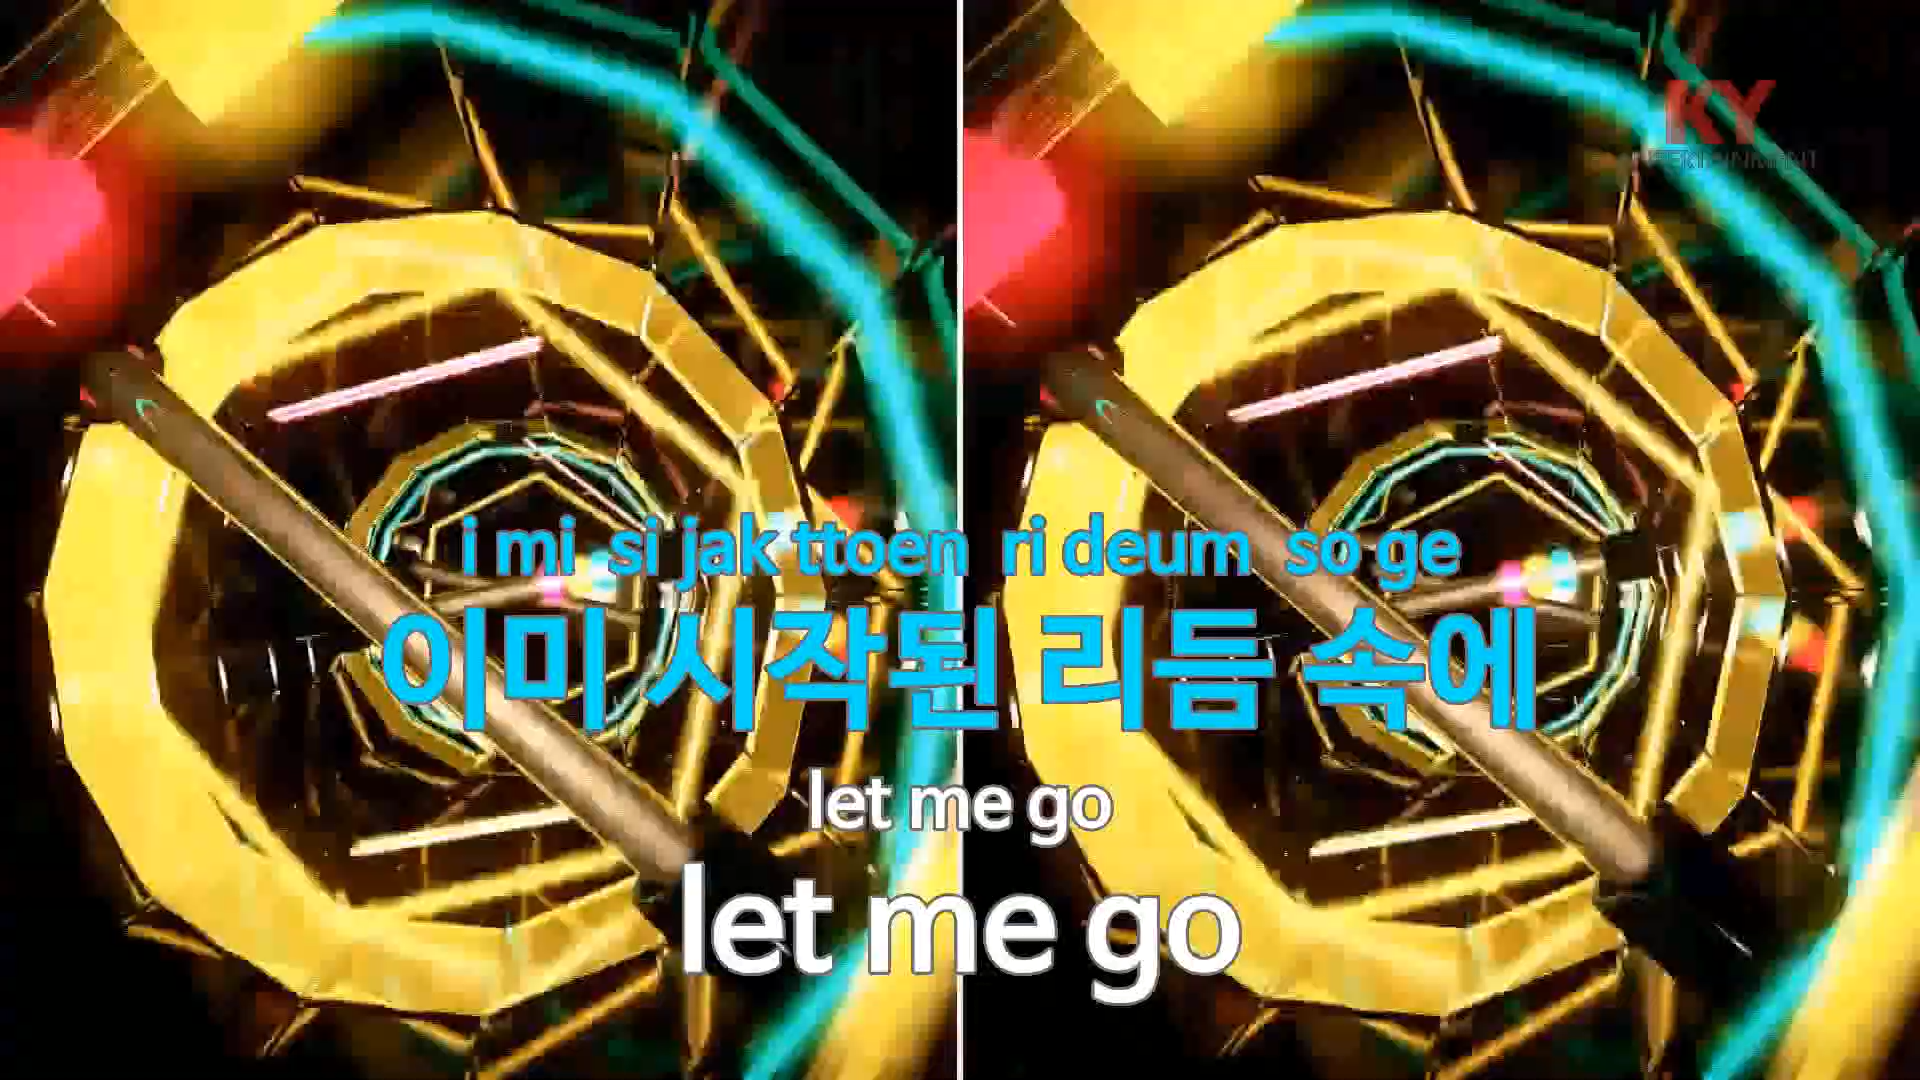 KY
ENTERTAINMENT
i mi si jak ttoen ri deum so ge
이미 시작된 리듬 속에
let me go
let me go